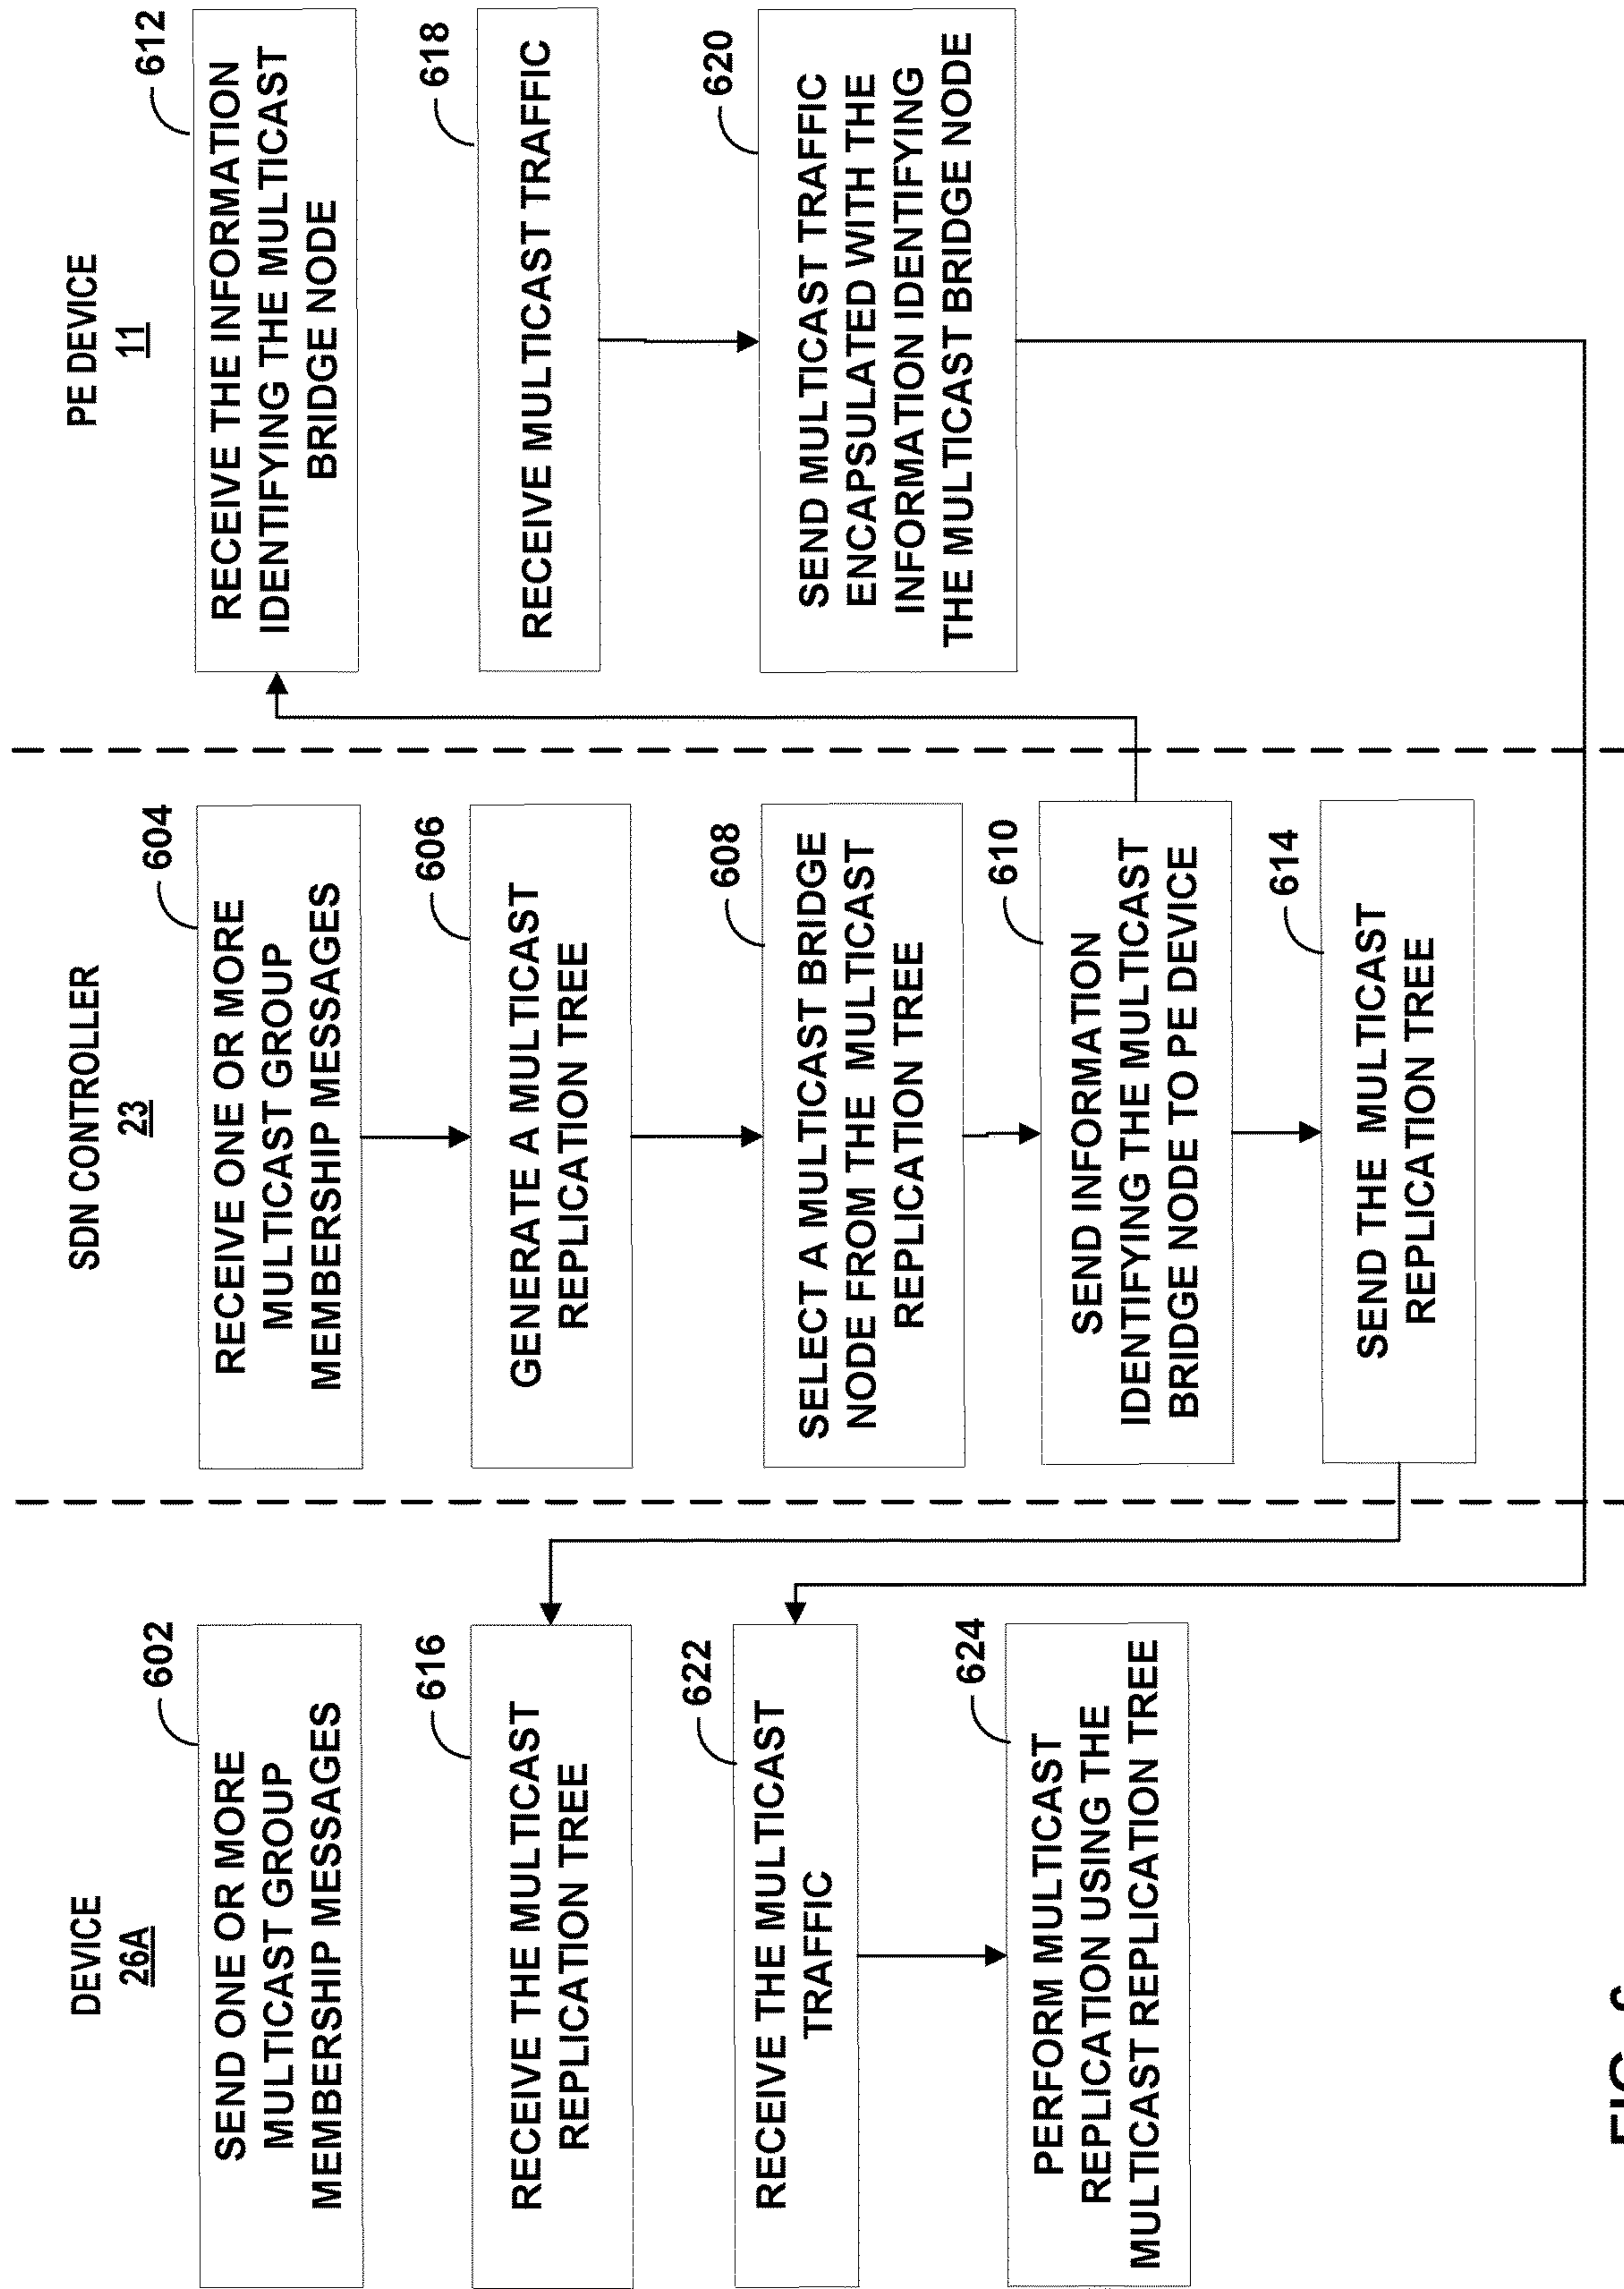 DEVICE
26A
602
SEND ONE OR MORE
MULTICAST GROUP
MEMBERSHIP MESSAGES
616
RECEIVE THE MULTICAST
REPLICATION TREE
622
RECEIVE THE MULTICAST
TRAFFIC
624
PERFORM MULTICAST
REPLICATION USING THE
MULTICAST REPLICATION TREE
SDN CONTROLLER
23
604
RECEIVE ONE OR MORE
MULTICAST GROUP
MEMBERSHIP MESSAGES
606
GENERATE A MULTICAST
REPLICATION TREE
608
SELECT A MULTICAST BRIDGE
NODE FROM THE MULTICAST
REPLICATION TREE
610
SEND INFORMATION
IDENTIFYING THE MULTICAST
BRIDGE NODE TO PE DEVICE
614
SEND THE MULTICAST
REPLICATION TREE
PE DEVICE
11
612
RECEIVE THE INFORMATION
IDENTIFYING THE MULTICAST
BRIDGE NODE
618
RECEIVE MULTICAST TRAFFIC
620
SEND MULTICAST TRAFFIC
ENCAPSULATED WITH THE
INFORMATION IDENTIFYING
THE MULTICAST BRIDGE NODE